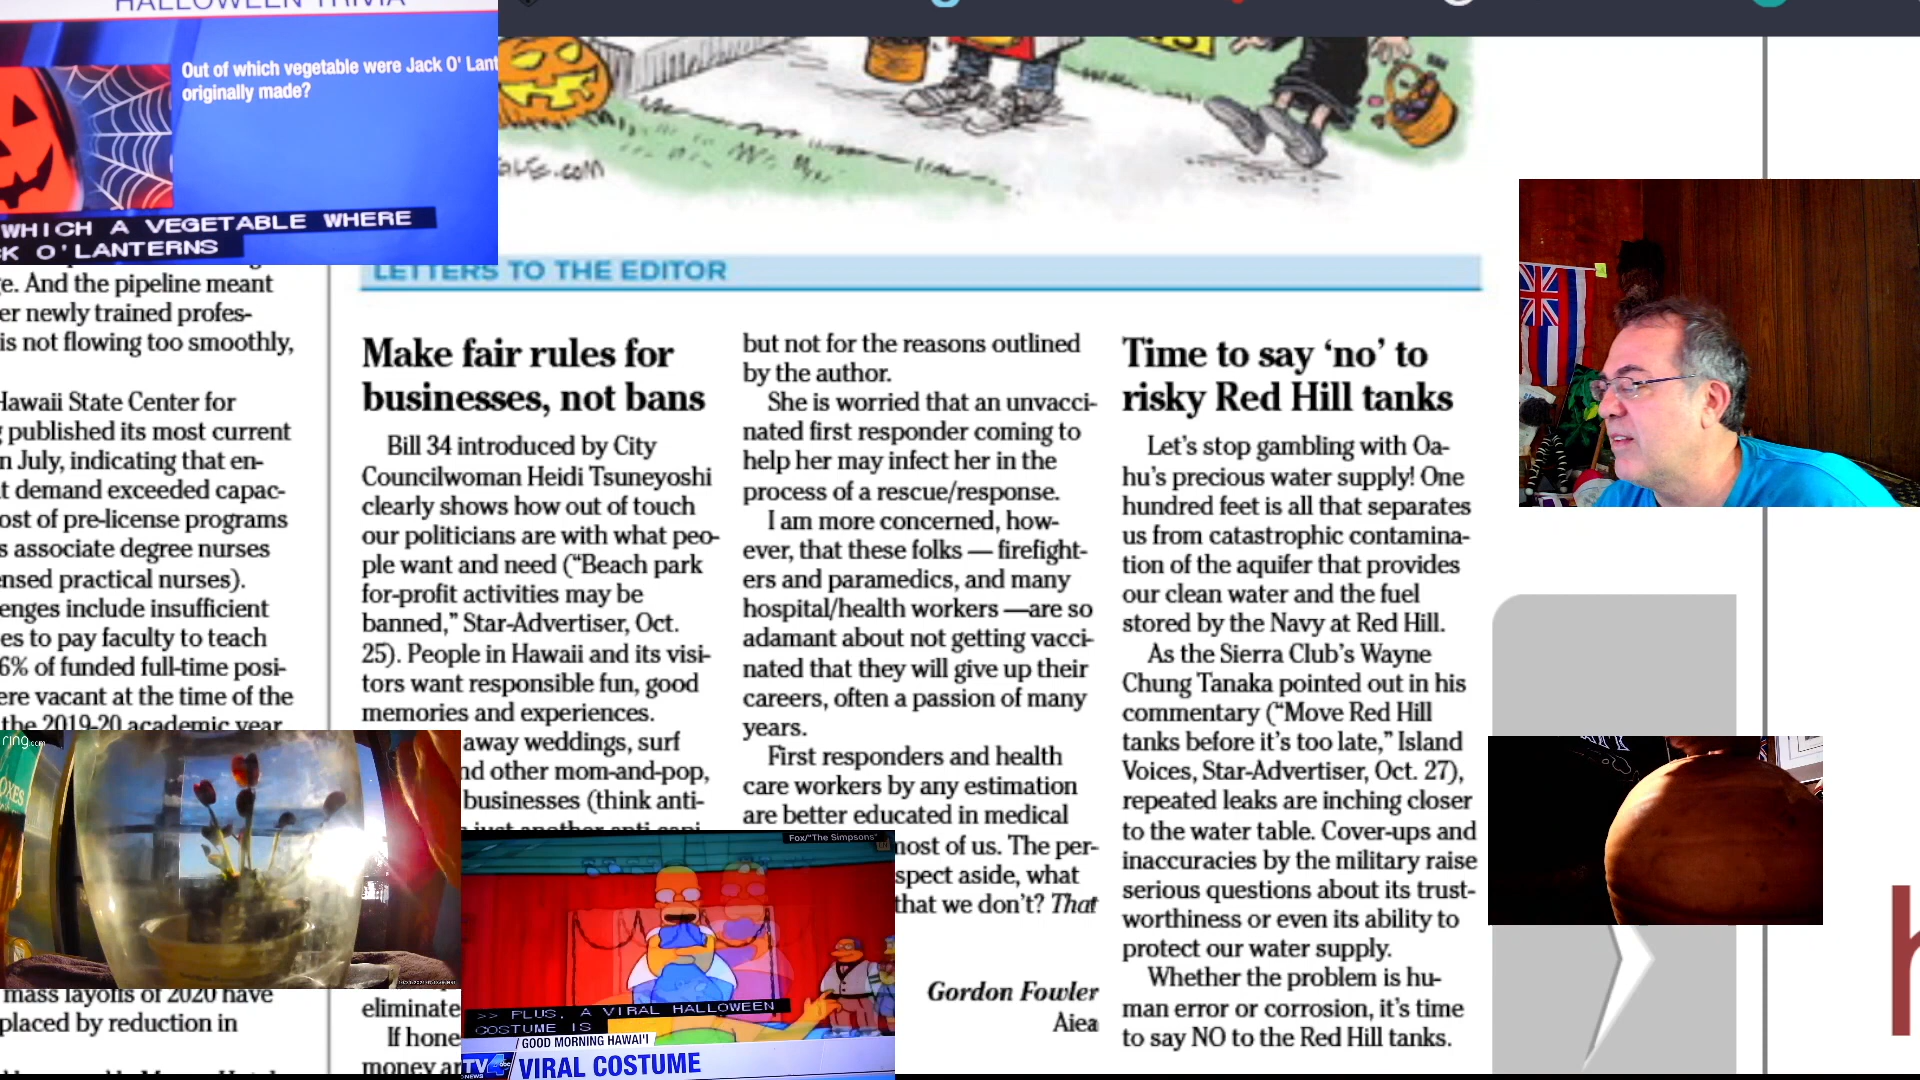 HALLOWEEN TRIVIA
Out of which vegetable were Jack O' Lant
originally made?
WHICH A VEGETABLE WHERE
CK O'LANTERNS
e. And the pipeline meant
er newly trained profes-
is not flowing too smoothly,
Hawaii State Center for
published its most current
n July, indicating that en-
t demand exceeded capac-
ost of pre-license programs
s associate degree nurses
ensed practical nurses).
enges include insufficient
es to pay faculty to teach
6% of funded full-time posi-
ere vacant at the time of the
the 2019-20 academic year
mass layoffs of 2020 have
placed by reduction in
LETTERS TO THE EDITOR
Make fair rules for
businesses, not bans
Bill 34 introduced by City
Councilwoman Heidi Tsuneyoshi
clearly shows how out of touch
our politicians are with what peo-
ple want and need (“Beach park
for-profit activities may be
banned,” Star-Advertiser, Oct.
25). People in Hawaii and its visi-
tors want responsible fun, good
memories and experiences.
away weddings, surf
nd other mom-and-pop,
businesses (think anti-
just another anti-capi-
eliminate
If hone
money ar
but not for the reasons outlined
by the author.
She is worried that an unvacci-
nated first responder coming to
help her may infect her in the
process of a rescue/response.
I am more concerned, how-
ever, that these folks — firefight-
ers and paramedics, and many
hospital/health workers —are so
adamant about not getting vacci-
nated that they will give up their
careers, often a passion of many
years.
First responders and health
care workers by any estimation
are better educated in medical
most of us. The per-
spect aside, what
that we don’t? That
Gordon Fowler
Aiea
Time to say ‘no’ to
risky Red Hill tanks
Let’s stop gambling with Oa-
hu’s precious water supply! One
hundred feet is all that separates
us from catastrophic contamina-
tion of the aquifer that provides
our clean water and the fuel
stored by the Navy at Red Hill.
As the Sierra Club’s Wayne
Chung Tanaka pointed out in his
commentary (“Move Red Hill
tanks before it’s too late,” Island
Voices, Star-Advertiser, Oct. 27),
repeated leaks are inching closer
to the water table. Cover-ups and
inaccuracies by the military raise
serious questions about its trust-
worthiness or even its ability to
protect our water supply.
Whether the problem is hu-
man error or corrosion, it’s time
to say NO to the Red Hill tanks.
ring.com
OXES
Fox/"The Simpsons"
>> PLUS, A VIRAL HALLOWEEN
COSTUME IS
GOOD MORNING HAWAI'I
TV4
NEWS
VIRAL COSTUME